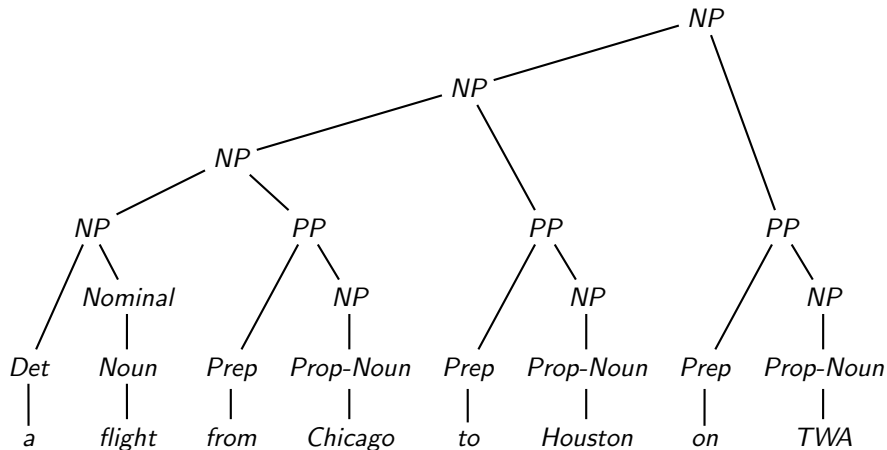 NP
NP
NP
NP PP PP PP
Nominal NP NP NP
Det Noun Prep Prop-Noun Prep Prop-Noun Prep Prop-Noun
a flight from Chicago to Houston on TWA